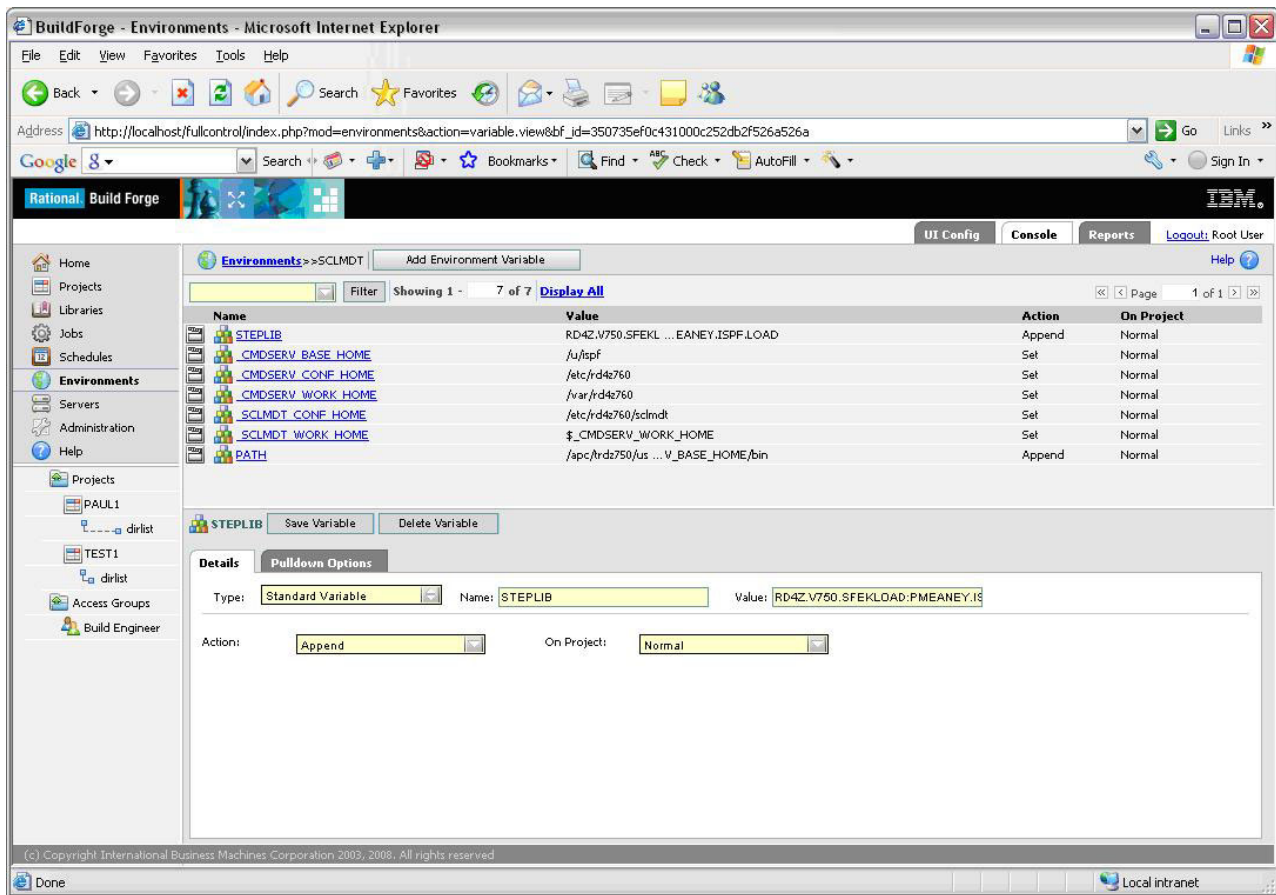 BuildForge - Environments - Microsoft Internet Explorer
File Edit View Favorites Tools Help
Back Search Favorites
Address http://localhost/fullcontrol/index.php?mod=environments&action=variable.view&bf_id=350735ef0c431000c252db2f526a526a Go Links »
Google Search Bookmarks Find ABC Check AutoFill Sign In
Rational. Build Forge IBM.
UI Config Console Reports Logout: Root User
Home
Projects
Libraries
Jobs
Schedules
Environments
Servers
Administration
Help
Projects
PAUL1
dirlist
TEST1
dirlist
Access Groups
Build Engineer
Environments>>SCLMDT Add Environment Variable Help
Filter Showing 1 - 7 of 7 Display All Page 1 of 1
Name Value Action On Project
STEPLIB RD4Z.V750.SFEKL ... EANEY.ISPF.LOAD Append Normal
_CMDSERV_BASE_HOME /u/ispf Set Normal
_CMDSERV_CONF_HOME /etc/rd4z760 Set Normal
_CMDSERV_WORK_HOME /var/rd4z760 Set Normal
_SCLMDT_CONF_HOME /etc/rd4z760/sclmdt Set Normal
_SCLMDT_WORK_HOME $_CMDSERV_WORK_HOME Set Normal
PATH /apc/trdz750/us ... V_BASE_HOME/bin Append Normal
STEPLIB Save Variable Delete Variable
Details Pulldown Options
Type: Standard Variable Name: STEPLIB Value: RD4Z.V750.SFEKLOAD:PMEANEY.IS
Action: Append On Project: Normal
(c) Copyright International Business Machines Corporation 2003, 2008. All rights reserved
Done Local intranet